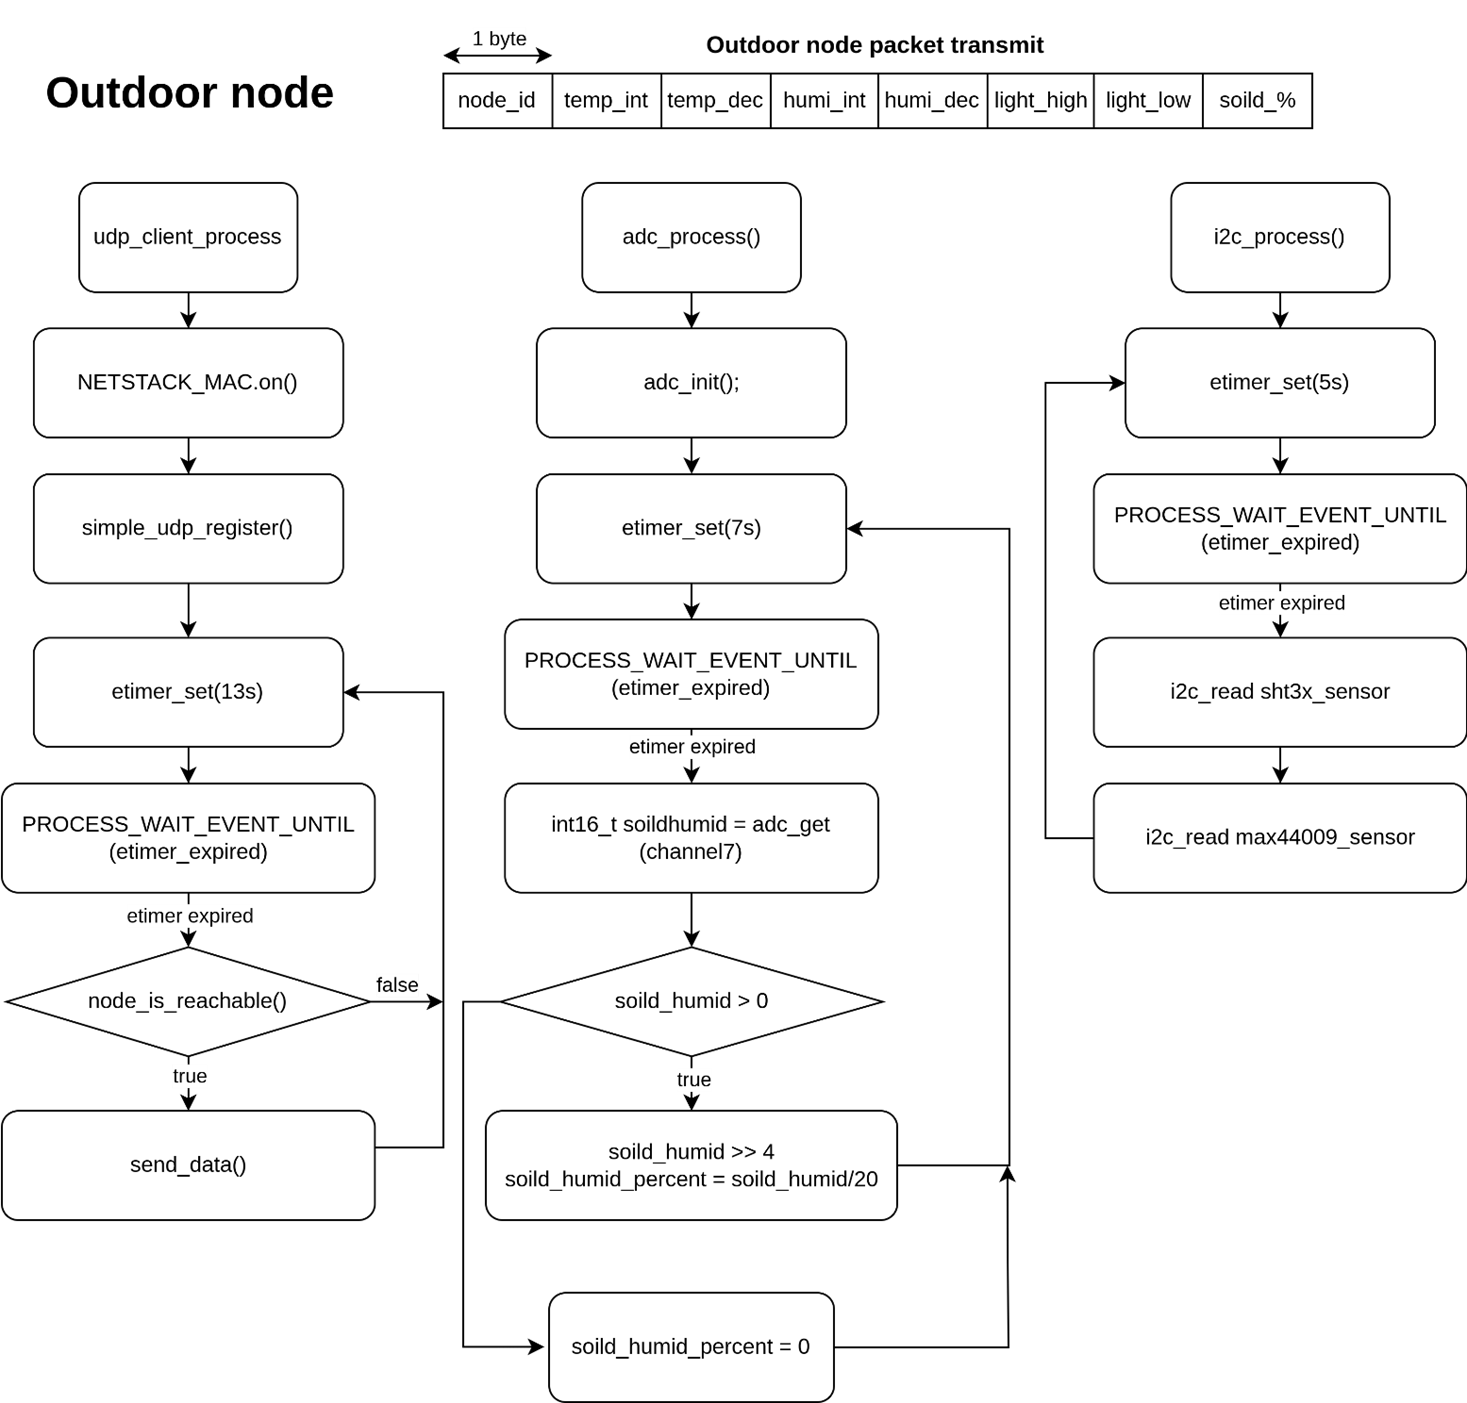 1 byte
Outdoor node packet transmit
Outdoor node
node_id
temp_int
temp_dec
humi_int
humi_dec
light_high
light_low
soild_%
udp_client_process
NETSTACK_MAC.on()
simple_udp_register()
etimer_set(13s)
PROCESS_WAIT_EVENT_UNTIL
(etimer_expired)
etimer expired
node_is_reachable()
false
true
send_data()
adc_process()
adc_init();
etimer_set(7s)
PROCESS_WAIT_EVENT_UNTIL
(etimer_expired)
etimer expired
int16_t soildhumid = adc_get
(channel7)
soild_humid > 0
true
soild_humid >> 4
soild_humid_percent = soild_humid/20
soild_humid_percent = 0
i2c_process()
etimer_set(5s)
PROCESS_WAIT_EVENT_UNTIL
(etimer_expired)
etimer expired
i2c_read sht3x_sensor
i2c_read max44009_sensor